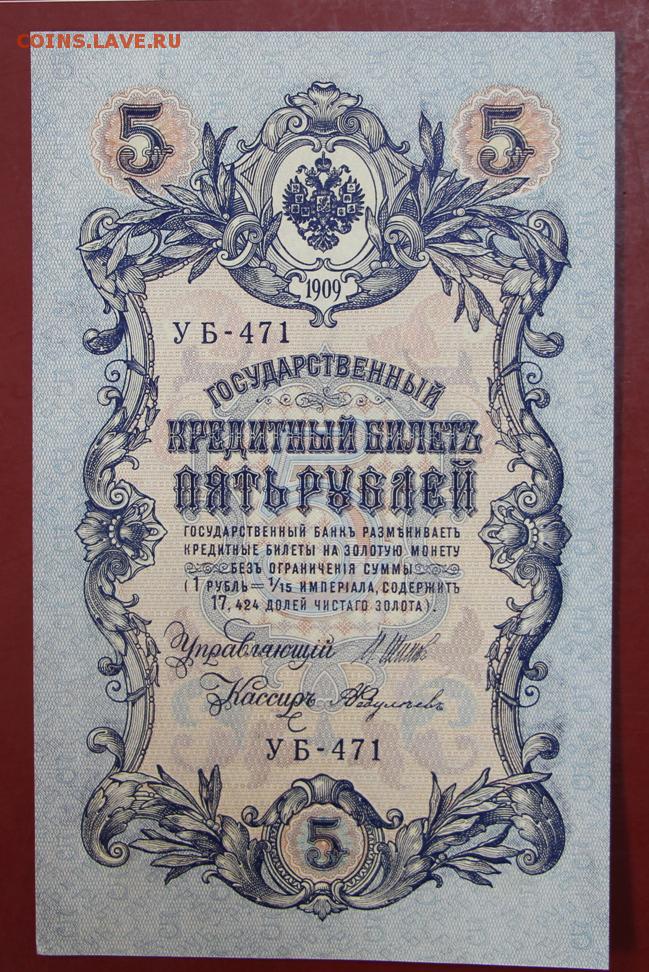 COINS.LAVE.RU
5 5
1909
УБ-471
ГОСУДАРСТВЕННЫЙ
КРЕДИТНЫЙ БИЛЕТЪ
ПЯТЬ РУБЛЕЙ
ГОСУДАРСТВЕННЫЙ БАНКЪ РАЗМѢНИВАЕТЪ
КРЕДИТНЫЕ БИЛЕТЫ НА ЗОЛОТУЮ МОНЕТУ
БЕЗЪ ОГРАНИЧЕНІЯ СУММЫ
(1 РУБЛЬ = 1/15 ИМПЕРІАЛА, СОДЕРЖИТЪ
17,424 ДОЛЕЙ ЧИСТАГО ЗОЛОТА).
Управляющій
Кассиръ
УБ-471
5